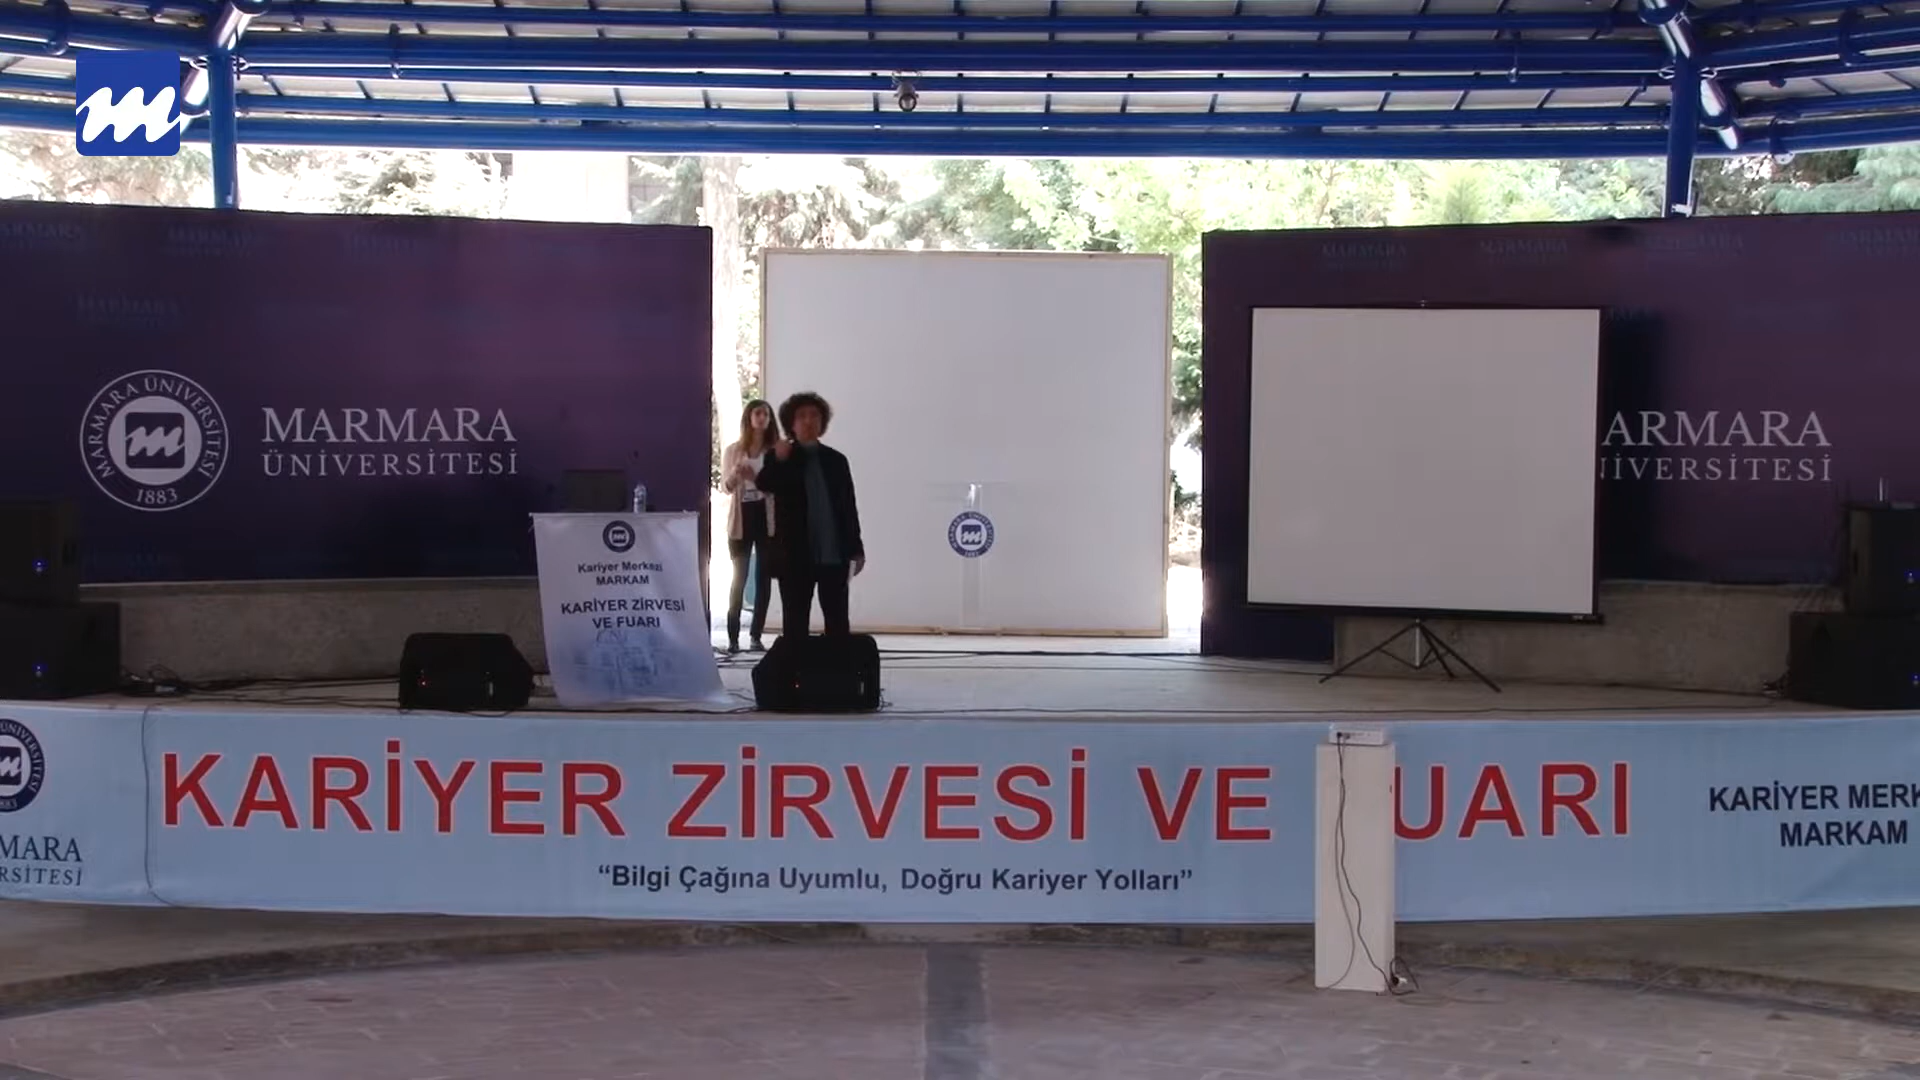 MARMARA ÜNİVERSİTESİ
1883
MARMARA
ÜNİVERSİTESİ
Kariyer Merkezi
MARKAM
KARİYER ZİRVESİ
VE FUARI
ARMARA
NİVERSİTESİ
KARİYER ZİRVESİ VE UARI
“Bilgi Çağına Uyumlu, Doğru Kariyer Yolları”
MARA
RSİTESİ
KARİYER MERK
MARKAM